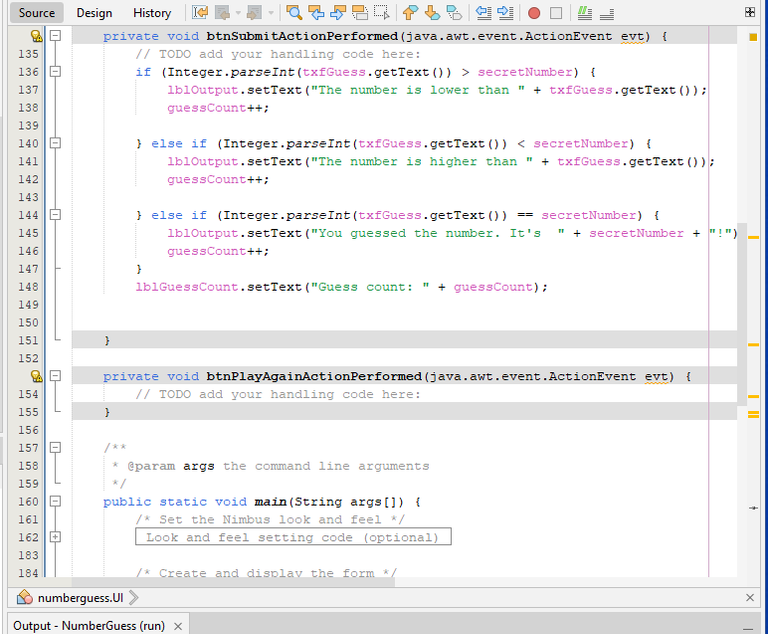 Source Design History
private void btnSubmitActionPerformed(java.awt.event.ActionEvent evt) {
135 // TODO add your handling code here:
136 if (Integer.parseInt(txfGuess.getText()) > secretNumber) {
137 lblOutput.setText("The number is lower than " + txfGuess.getText());
138 guessCount++;
139
140 } else if (Integer.parseInt(txfGuess.getText()) < secretNumber) {
141 lblOutput.setText("The number is higher than " + txfGuess.getText());
142 guessCount++;
143
144 } else if (Integer.parseInt(txfGuess.getText()) == secretNumber) {
145 lblOutput.setText("You guessed the number. It's  " + secretNumber + "!")
146 guessCount++;
147 }
148 lblGuessCount.setText("Guess count: " + guessCount);
149
150
151 }
152
private void btnPlayAgainActionPerformed(java.awt.event.ActionEvent evt) {
154 // TODO add your handling code here:
155 }
156
157 /**
158 * @param args the command line arguments
159 */
160 public static void main(String args[]) {
161 /* Set the Nimbus look and feel */
162 Look and feel setting code (optional)
183
184 /* Create and display the form */
numberguess.UI
Output - NumberGuess (run)